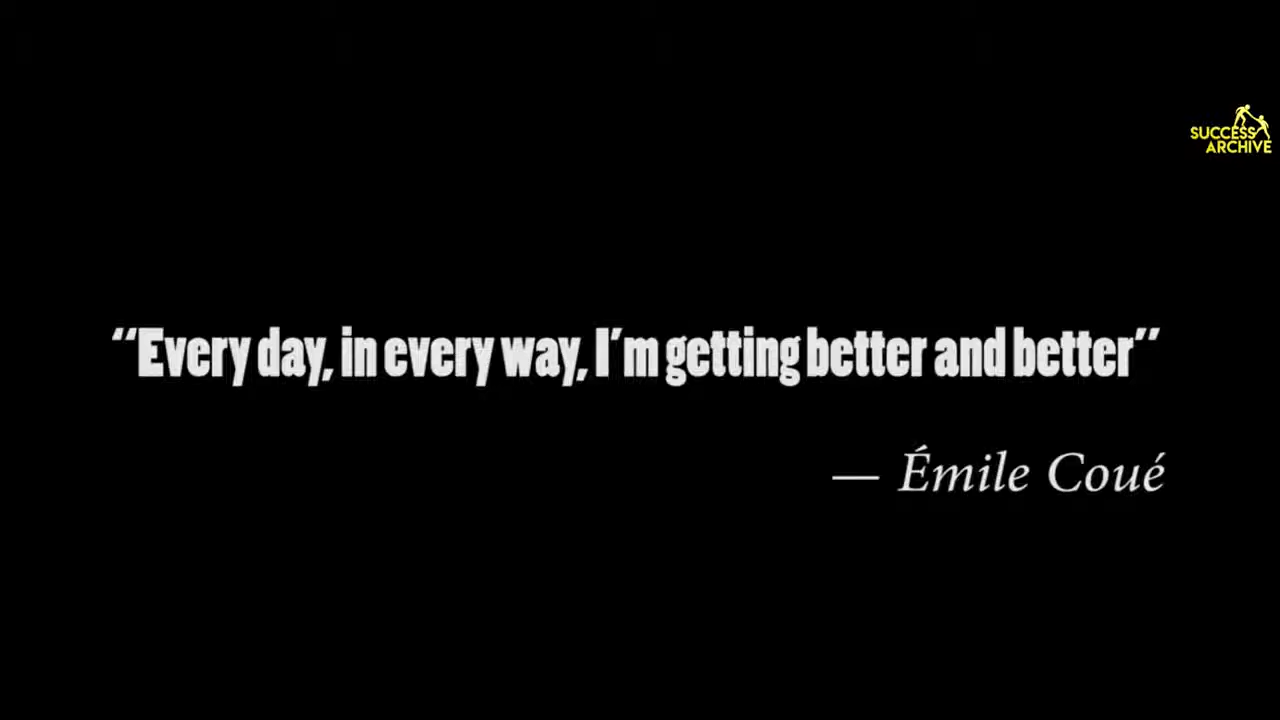 SUCCESS
ARCHIVE
“Every day, in every way, I'm getting better and better”
— Émile Coué